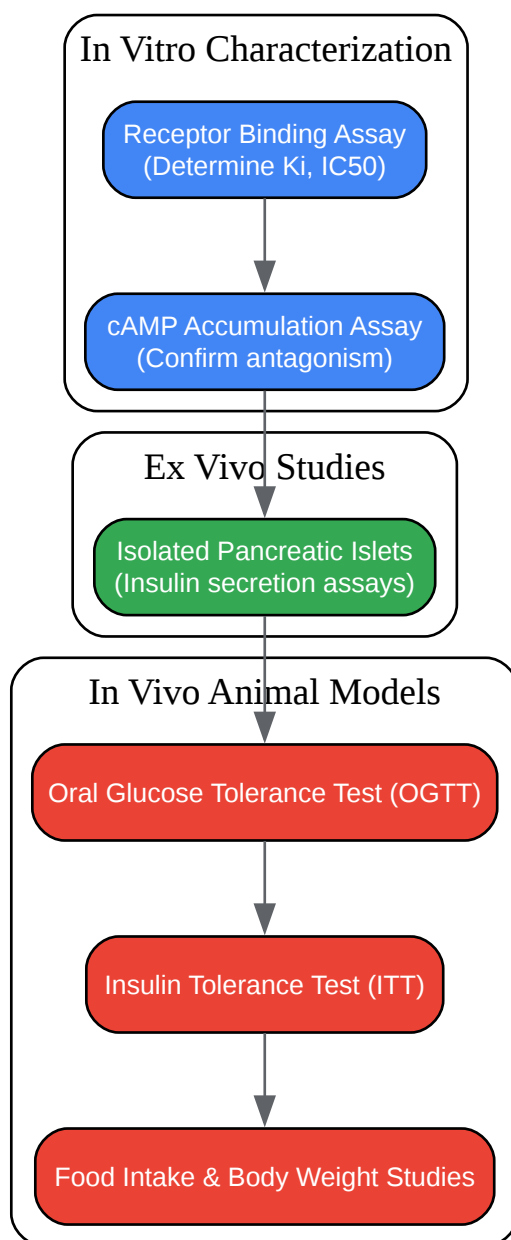 In Vitro Characterization
Receptor Binding Assay
(Determine Ki, IC50)
cAMP Accumulation Assay
(Confirm antagonism)
Ex Vivo Studies
Isolated Pancreatic Islets
(Insulin secretion assays)
In Vivo Animal Models
Oral Glucose Tolerance Test (OGTT)
Insulin Tolerance Test (ITT)
Food Intake & Body Weight Studies